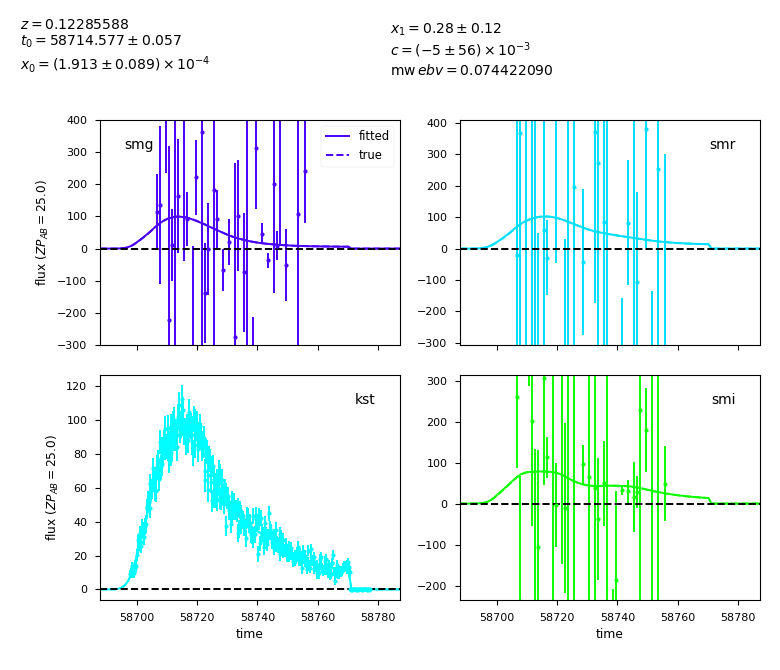 z = 0.12285588
t₀ = 58714.577 ± 0.057
x₀ = (1.913 ± 0.089) × 10⁻⁴
x₁ = 0.28 ± 0.12
c = (−5 ± 56) × 10⁻³
mw ebv = 0.074422090
smg
fitted
true
400
300
200
100
0
−100
−200
−300
flux (ZP_AB = 25.0)
smr
400
300
200
100
0
−100
−200
−300
kst
120
100
80
60
40
20
0
flux (ZP_AB = 25.0)
58700 58720 58740 58760 58780
time
smi
300
200
100
0
−100
−200
58700 58720 58740 58760 58780
time